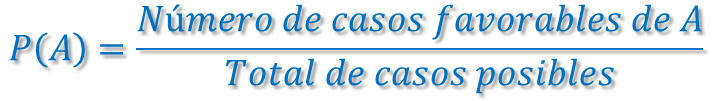 P(A) = Número de casos favorables de A
Total de casos posibles